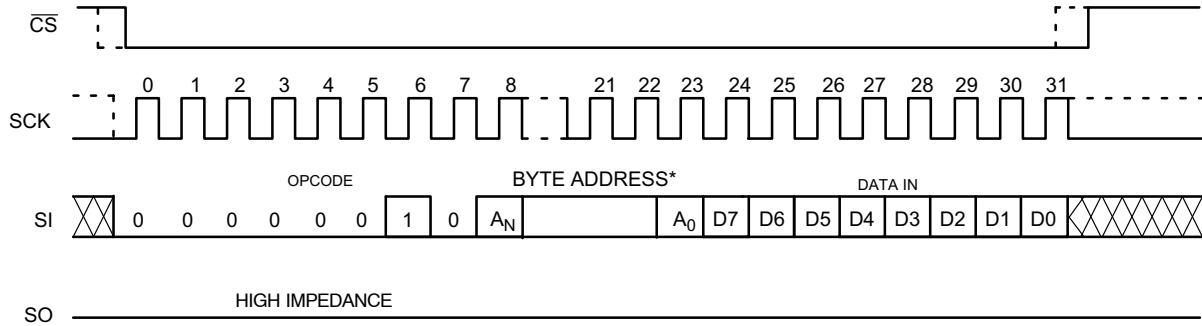 CS
0 1 2 3 4 5 6 7 8 21 22 23 24 25 26 27 28 29 30 31
SCK
OPCODE BYTE ADDRESS* DATA IN
SI 0 0 0 0 0 0 1 0 AN A0 D7 D6 D5 D4 D3 D2 D1 D0
HIGH IMPEDANCE
SO